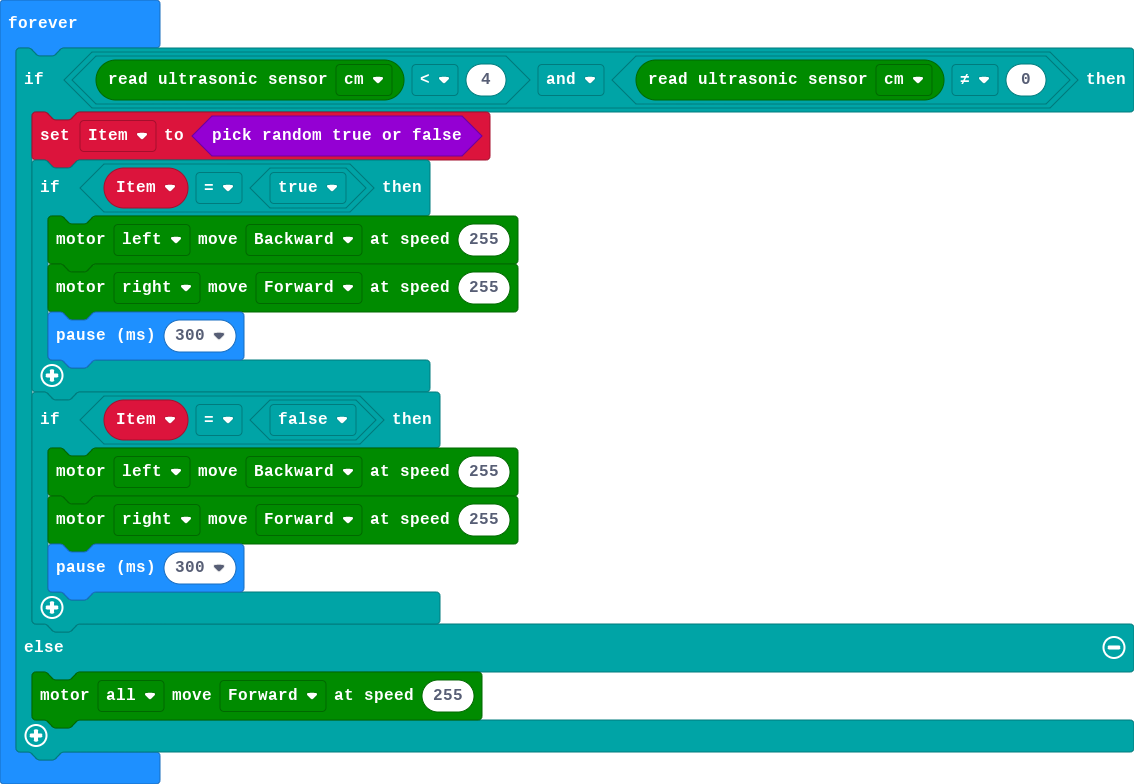 forever
if read ultrasonic sensor cm < 4 and read ultrasonic sensor cm ≠ 0 then
set Item to pick random true or false
if Item = true then
motor left move Backward at speed 255
motor right move Forward at speed 255
pause (ms) 300
if Item = false then
motor left move Backward at speed 255
motor right move Forward at speed 255
pause (ms) 300
else
motor all move Forward at speed 255